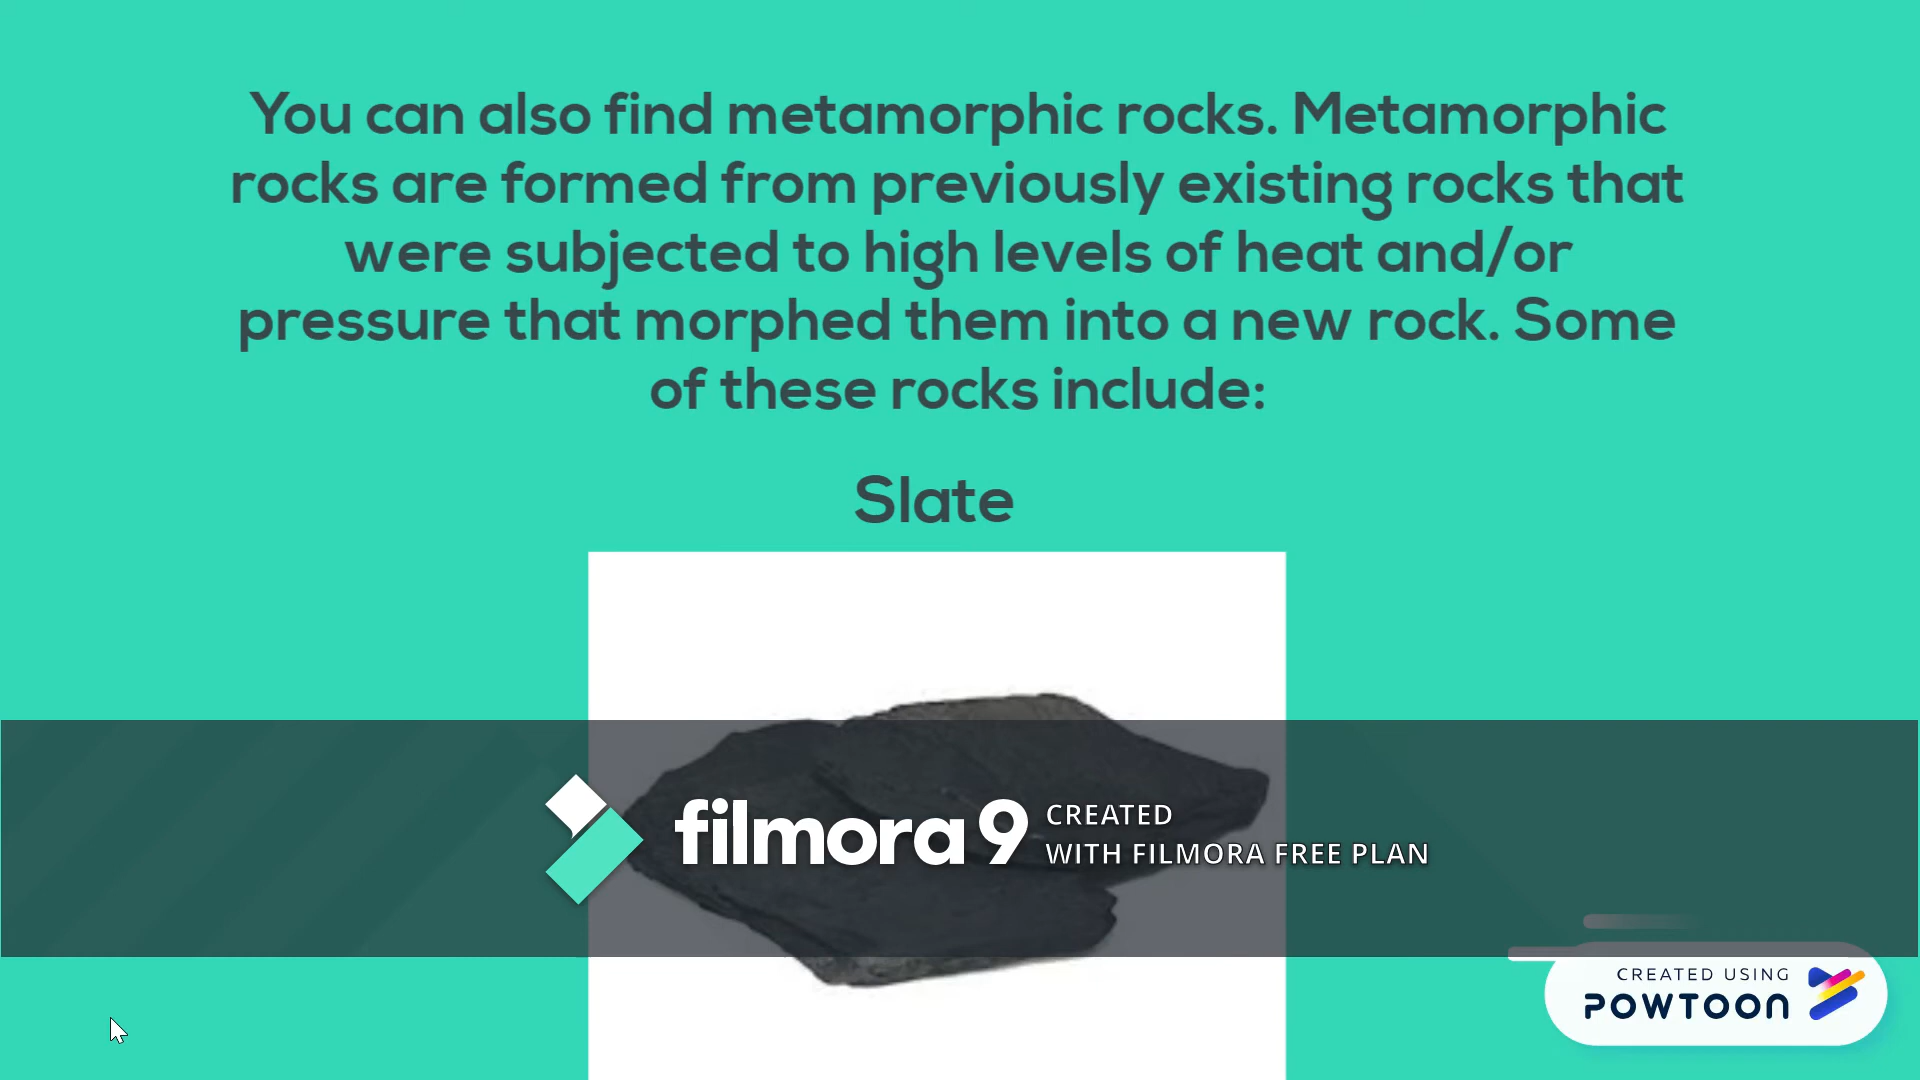 You can also find metamorphic rocks. Metamorphic
rocks are formed from previously existing rocks that
were subjected to high levels of heat and/or
pressure that morphed them into a new rock. Some
of these rocks include:
Slate
filmora9 CREATED
WITH FILMORA FREE PLAN
CREATED USING
POWTOON